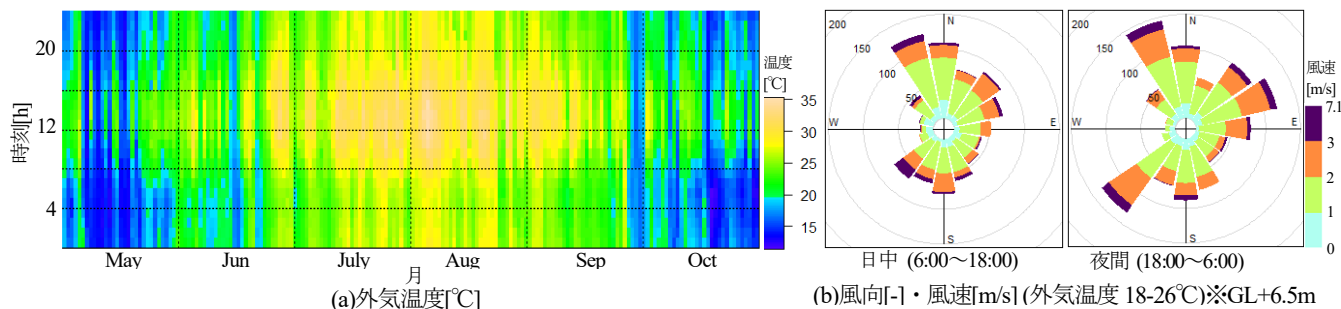 20
12
4
時刻[h]
May
Jun
July
Aug
Sep
Oct
月
(a)外気温度[℃]
温度
[℃]
35
30
25
20
15
200
150
100
50
N
W
E
S
日中 (6:00～18:00)
200
150
100
50
N
W
E
S
夜間 (18:00～6:00)
風速
[m/s]
7.1
3
2
1
0
(b)風向[-]・風速[m/s] (外気温度 18-26℃)※GL+6.5m